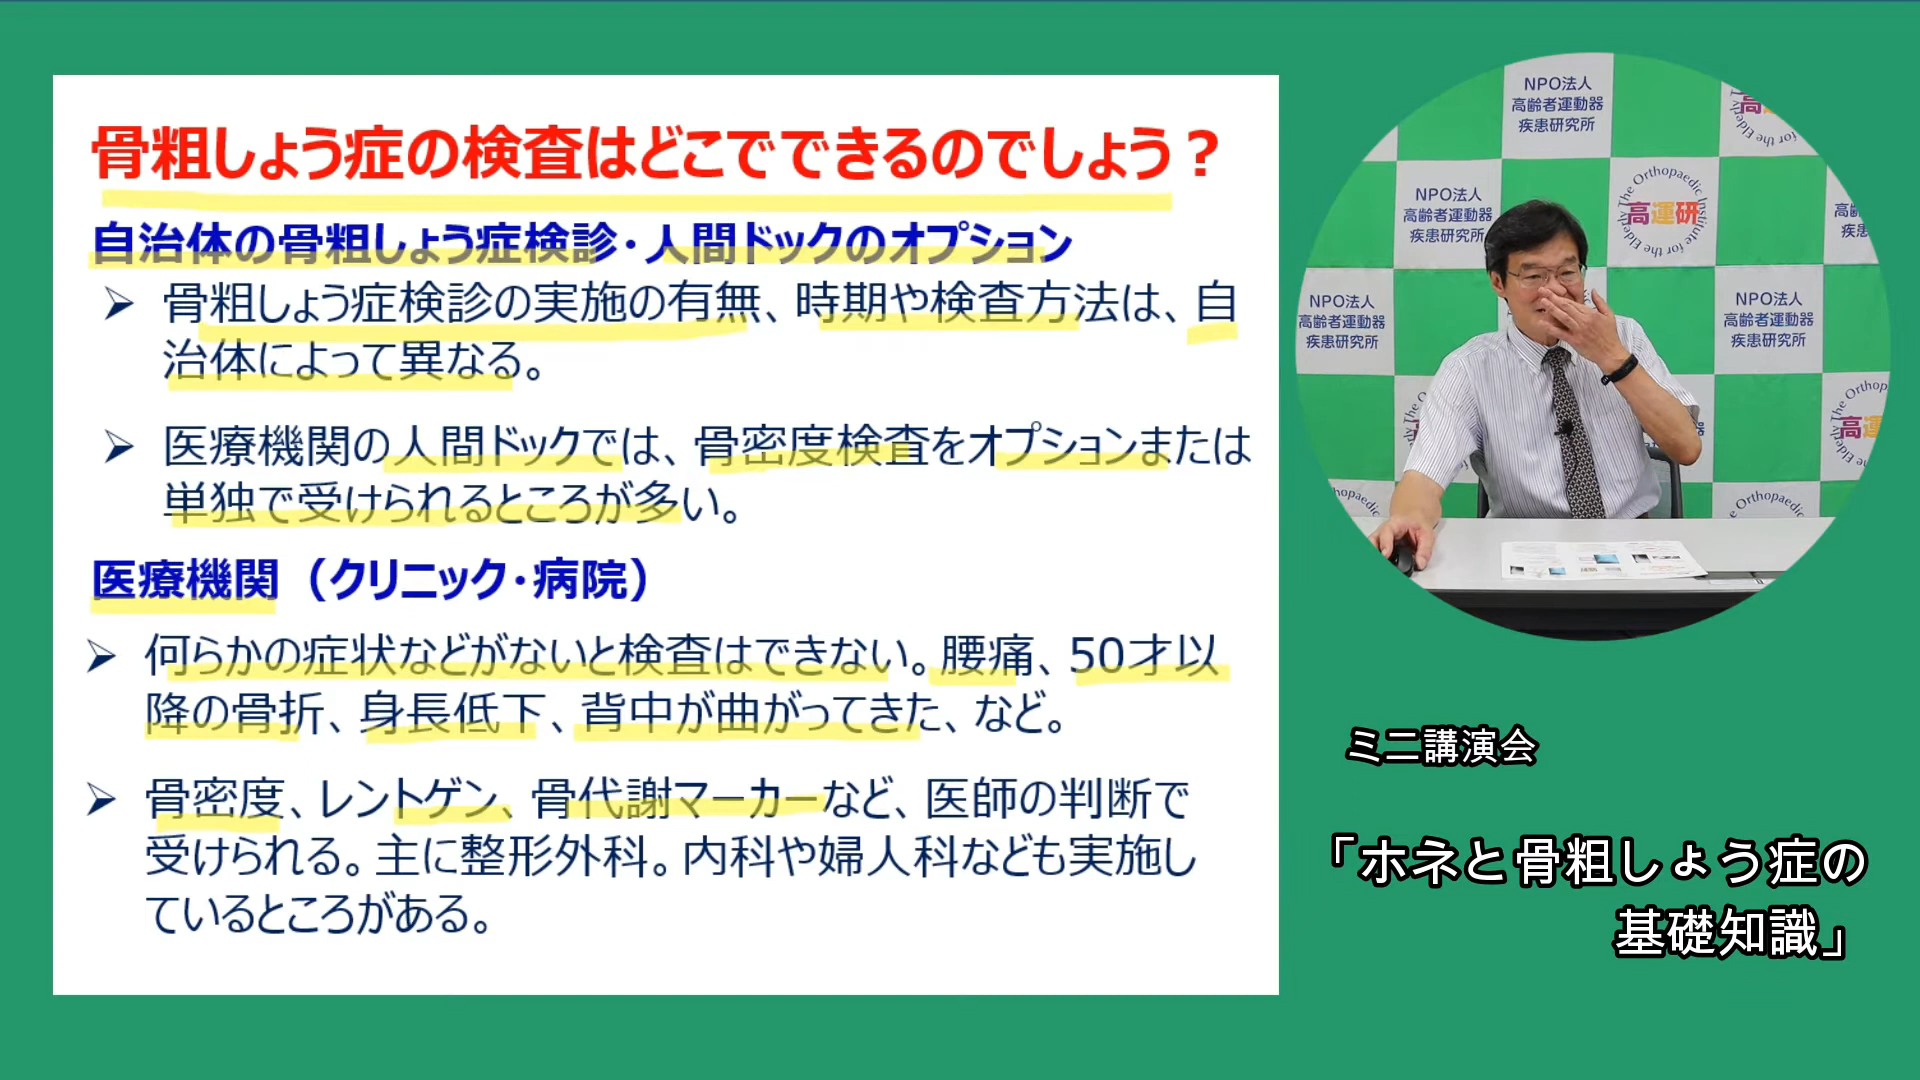 骨粗しょう症の検査はどこでできるのでしょう？
自治体の骨粗しょう症検診・人間ドックのオプション
➢ 骨粗しょう症検診の実施の有無、時期や検査方法は、自
治体によって異なる。
➢ 医療機関の人間ドックでは、骨密度検査をオプションまたは
単独で受けられるところが多い。
医療機関（クリニック・病院）
➢ 何らかの症状などがないと検査はできない。腰痛、50才以
降の骨折、身長低下、背中が曲がってきた、など。
➢ 骨密度、レントゲン、骨代謝マーカーなど、医師の判断で
受けられる。主に整形外科。内科や婦人科なども実施し
ているところがある。
NPO法人
高齢者運動器
疾患研究所
NPO法人
高齢者運動器
疾患研究所
The Orthopaedic Institute for the Elderly
高運研
NPO法人
高齢者運動器
疾患研究所
NPO法人
高齢者運動器
疾患研究所
ミニ講演会
「ホネと骨粗しょう症の
基礎知識」